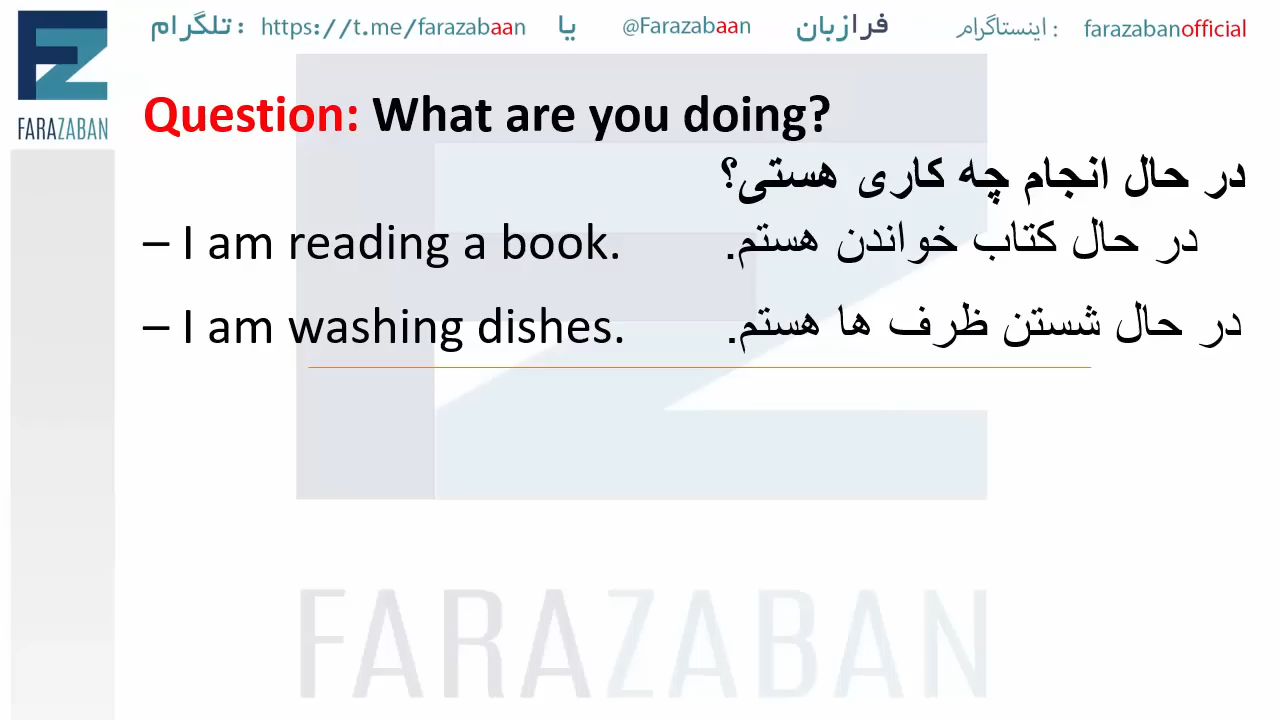 تلگرام : https://t.me/farazabaan یا @Farazabaan فرازبان اینستاگرام : farazabanofficial
FARAZABAN
Question: What are you doing?
در حال انجام چه کاری هستی؟
– I am reading a book. در حال کتاب خواندن هستم.
– I am washing dishes. در حال شستن ظرف ها هستم.
FARAZABAN